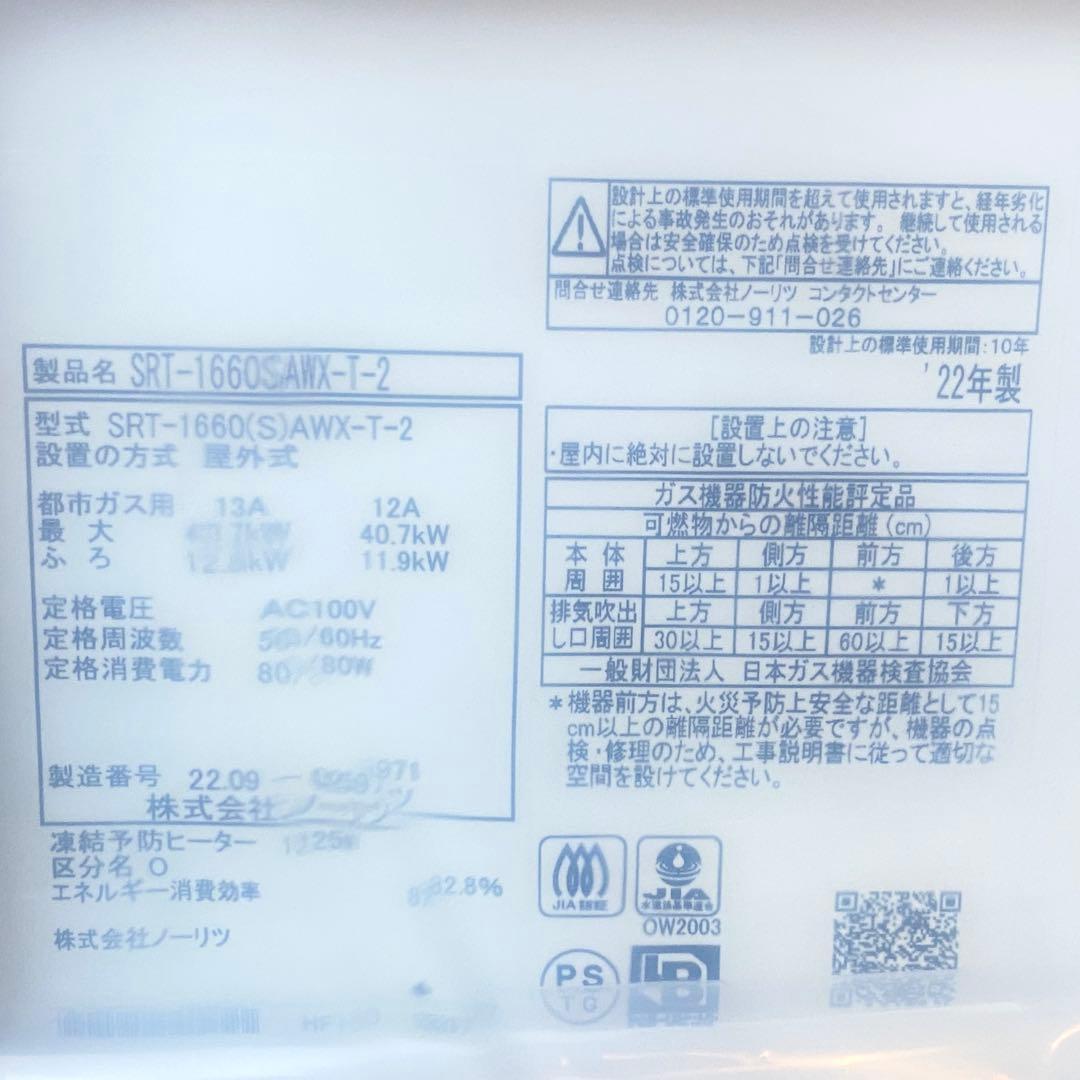 設計上の標準使用期間を超えて使用されますと、経年劣化
による事故発生のおそれがあります。 継続して使用される
場合は安全確保のため点検を受けてください。
点検については、下記「問合せ連絡先」にご連絡ください。
問合せ連絡先 株式会社ノーリツ コンタクトセンター
0120-911-026
設計上の標準使用期間:10年
'22年製
製品名 SRT-1660SAWX-T-2
型式 SRT-1660(S)AWX-T-2
設置の方式 屋外式
都市ガス用 13A 12A
最大 40.7kW
ふろ 11.9kW
定格電圧 AC100V
定格周波数 /60Hz
定格消費電力 80/80W
製造番号 22.09 -
株式会社ノーリツ
凍結予防ヒーター
区分名 O
エネルギー消費効率 82.8%
株式会社ノーリツ
[設置上の注意]
・屋内に絶対に設置しないでください。
ガス機器防火性能評定品
可燃物からの離隔距離(cm)
本体周囲 上方 側方 前方 後方
15以上 1以上 * 1以上
排気吹出し口周囲 上方 側方 前方 下方
30以上 15以上 60以上 15以上
一般財団法人 日本ガス機器検査協会
*機器前方は、火災予防上安全な距離として15
cm以上の離隔距離が必要ですが、機器の点
検・修理のため、工事説明書に従って適切な
空間を設けてください。
JIA認証
JIA
水道法基準適合
OW2003
PS
TG